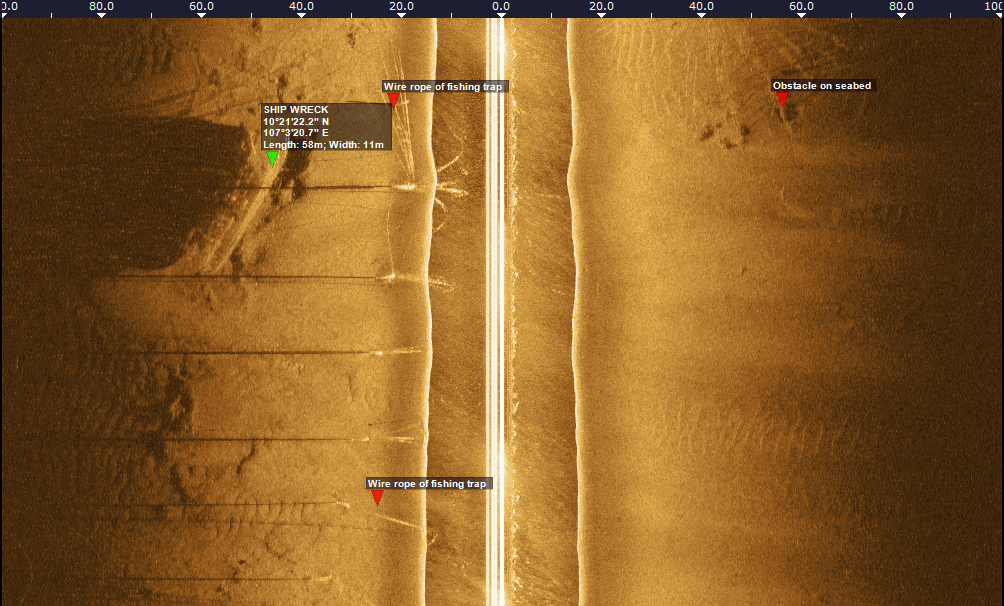 0.0 80.0 60.0 40.0 20.0 0.0 20.0 40.0 60.0 80.0 100
Wire rope of fishing trap
Obstacle on seabed
SHIP WRECK
10°21'22.2" N
107°3'20.7" E
Length: 58m; Width: 11m
Wire rope of fishing trap